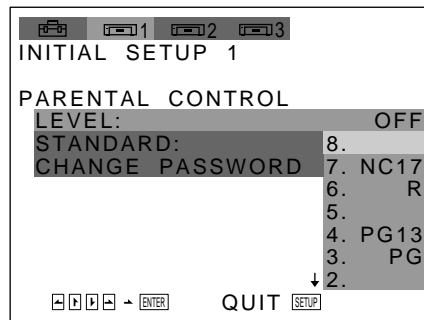 1 2 3
INITIAL SETUP 1
PARENTAL CONTROL
LEVEL: OFF
STANDARD: 8.
CHANGE PASSWORD 7. NC17
6. R
5.
4. PG13
3. PG
2.
ENTER QUIT SETUP